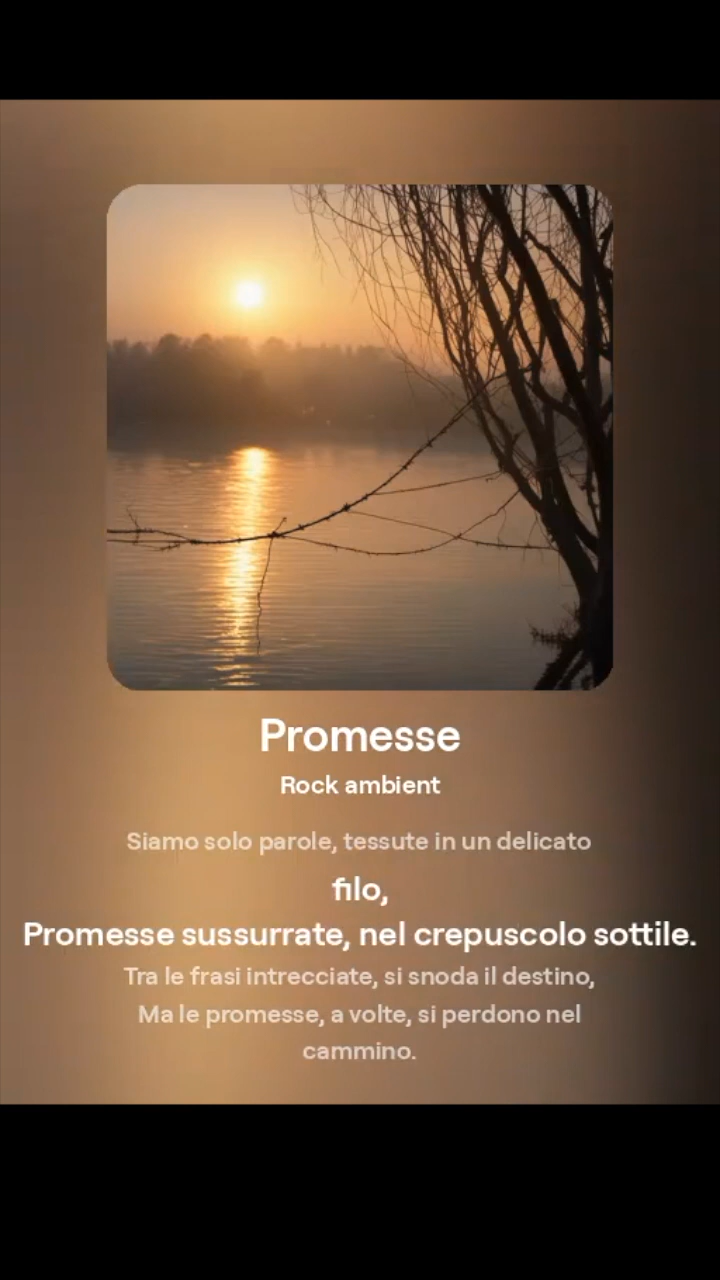 Promesse
Rock ambient
Siamo solo parole, tessute in un delicato
filo,
Promesse sussurrate, nel crepuscolo sottile.
Tra le frasi intrecciate, si snoda il destino,
Ma le promesse, a volte, si perdono nel
cammino.